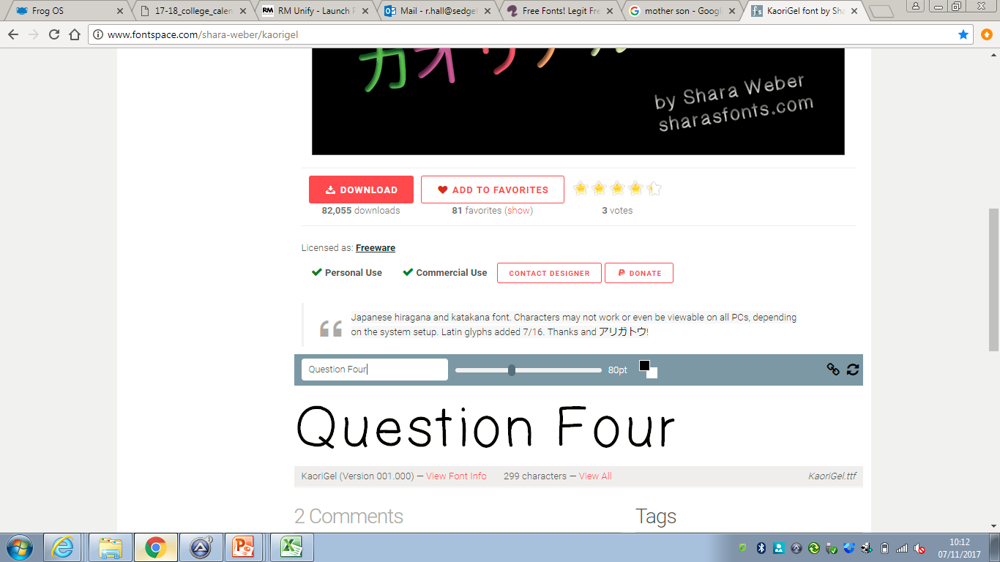 Frog OS
17-18_college_calen
RM Unify - Launch P
Mail - r.hall@sedge
Free Fonts! Legit Fre
mother son - Googl
KaoriGel font by Sha
www.fontspace.com/shara-weber/kaorigel
カオリゲル
by Shara Weber
sharasfonts.com
DOWNLOAD
ADD TO FAVORITES
82,055 downloads
81 favorites (show)
3 votes
Licensed as: Freeware
Personal Use
Commercial Use
CONTACT DESIGNER
DONATE
Japanese hiragana and katakana font. Characters may not work or even be viewable on all PCs, depending
on the system setup. Latin glyphs added 7/16. Thanks and アリガトウ!
Question Four
80pt
Question Four
KaoriGel (Version 001.000) — View Font Info
299 characters — View All
KaoriGel.ttf
2 Comments
Tags
10:12
07/11/2017